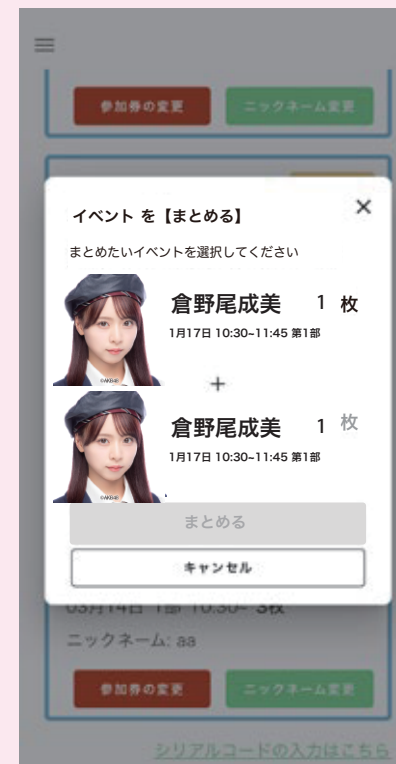 参加券の変更 ニックネーム変更
イベント を【まとめる】 ×
まとめたいイベントを選択してください
倉野尾成美 1 枚
1月17日 10:30~11:45 第1部
©AKB48
+
倉野尾成美 1 枚
1月17日 10:30~11:45 第1部
©AKB48
まとめる
キャンセル
03月14日 1部 10:30~ 3枚
ニックネーム: aa
参加券の変更 ニックネーム変更
シリアルコードの入力はこちら